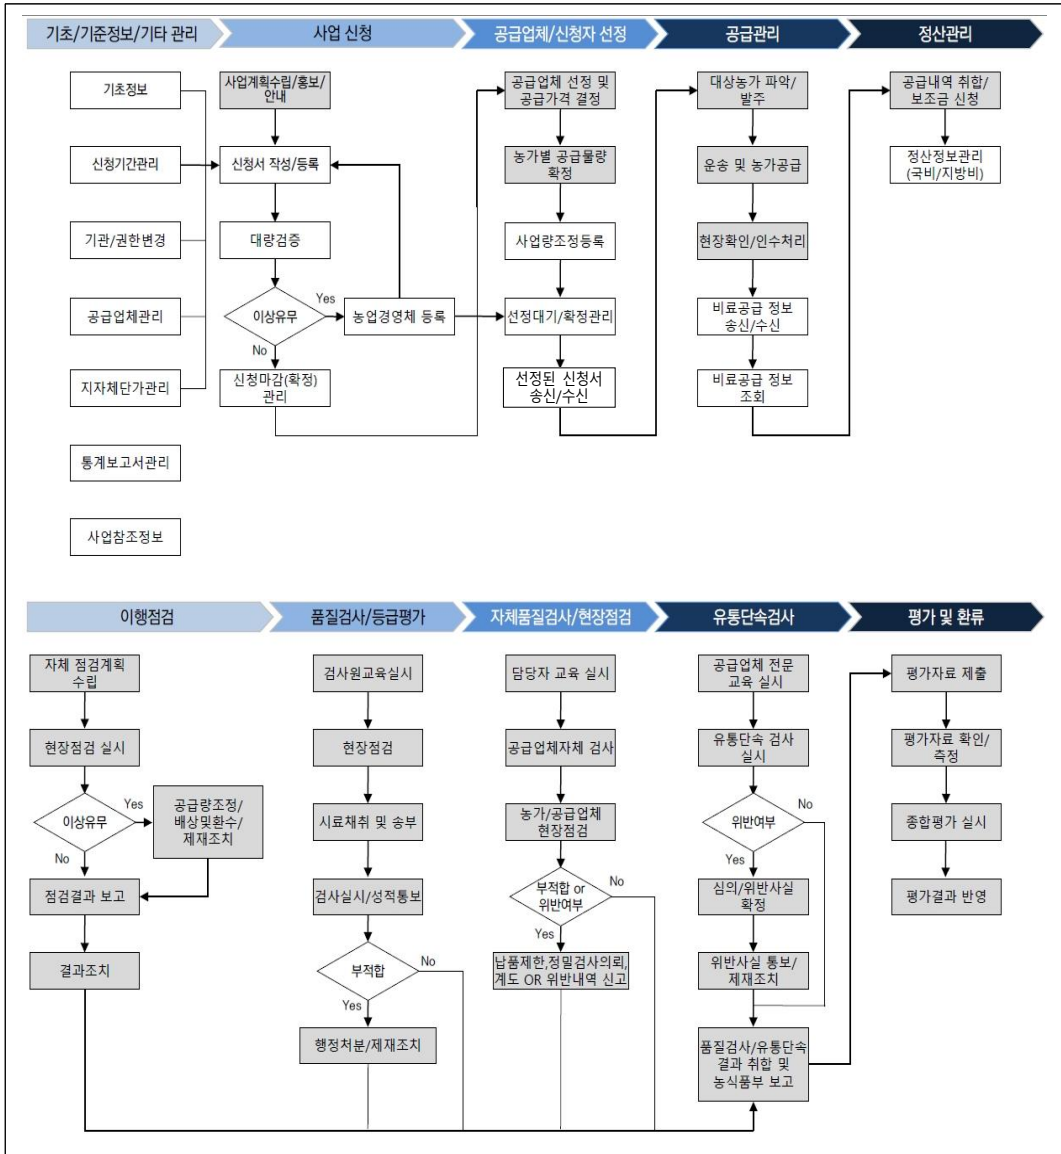 기초/기준정보/기타 관리
사업 신청
공급업체/신청자 선정
공급관리
정산관리
기초정보
신청기간관리
기관/권한변경
공급업체관리
지자체단가관리
통계보고서관리
사업참조정보
사업계획수립/홍보/
안내
신청서 작성/등록
대량검증
이상유무
Yes
No
농업경영체 등록
신청마감(확정)
관리
공급업체 선정 및
공급가격 결정
농가별 공급물량
확정
사업량조정등록
선정대기/확정관리
선정된 신청서
송신/수신
대상농가 파악/
발주
운송 및 농가공급
현장확인/인수처리
비료공급 정보
송신/수신
비료공급 정보
조회
공급내역 취합/
보조금 신청
정산정보관리
(국비/지방비)
이행점검
품질검사/등급평가
자체품질검사/현장점검
유통단속검사
평가 및 환류
자체 점검계획
수립
현장점검 실시
이상유무
Yes
No
공급량조정/
배상및환수/
제재조치
점검결과 보고
결과조치
검사원교육실시
현장점검
시료채취 및 송부
검사실시/성적통보
부적합
No
Yes
행정처분/제재조치
담당자 교육 실시
공급업체자체 검사
농가/공급업체
현장점검
부적합 or
위반여부
No
Yes
납품제한,정밀검사의뢰,
계도 OR 위반내역 신고
공급업체 전문
교육 실시
유통단속 검사
실시
위반여부
No
Yes
심의/위반사실
확정
위반사실 통보/
제재조치
품질검사/유통단속
결과 취합 및
농식품부 보고
평가자료 제출
평가자료 확인/
측정
종합평가 실시
평가결과 반영